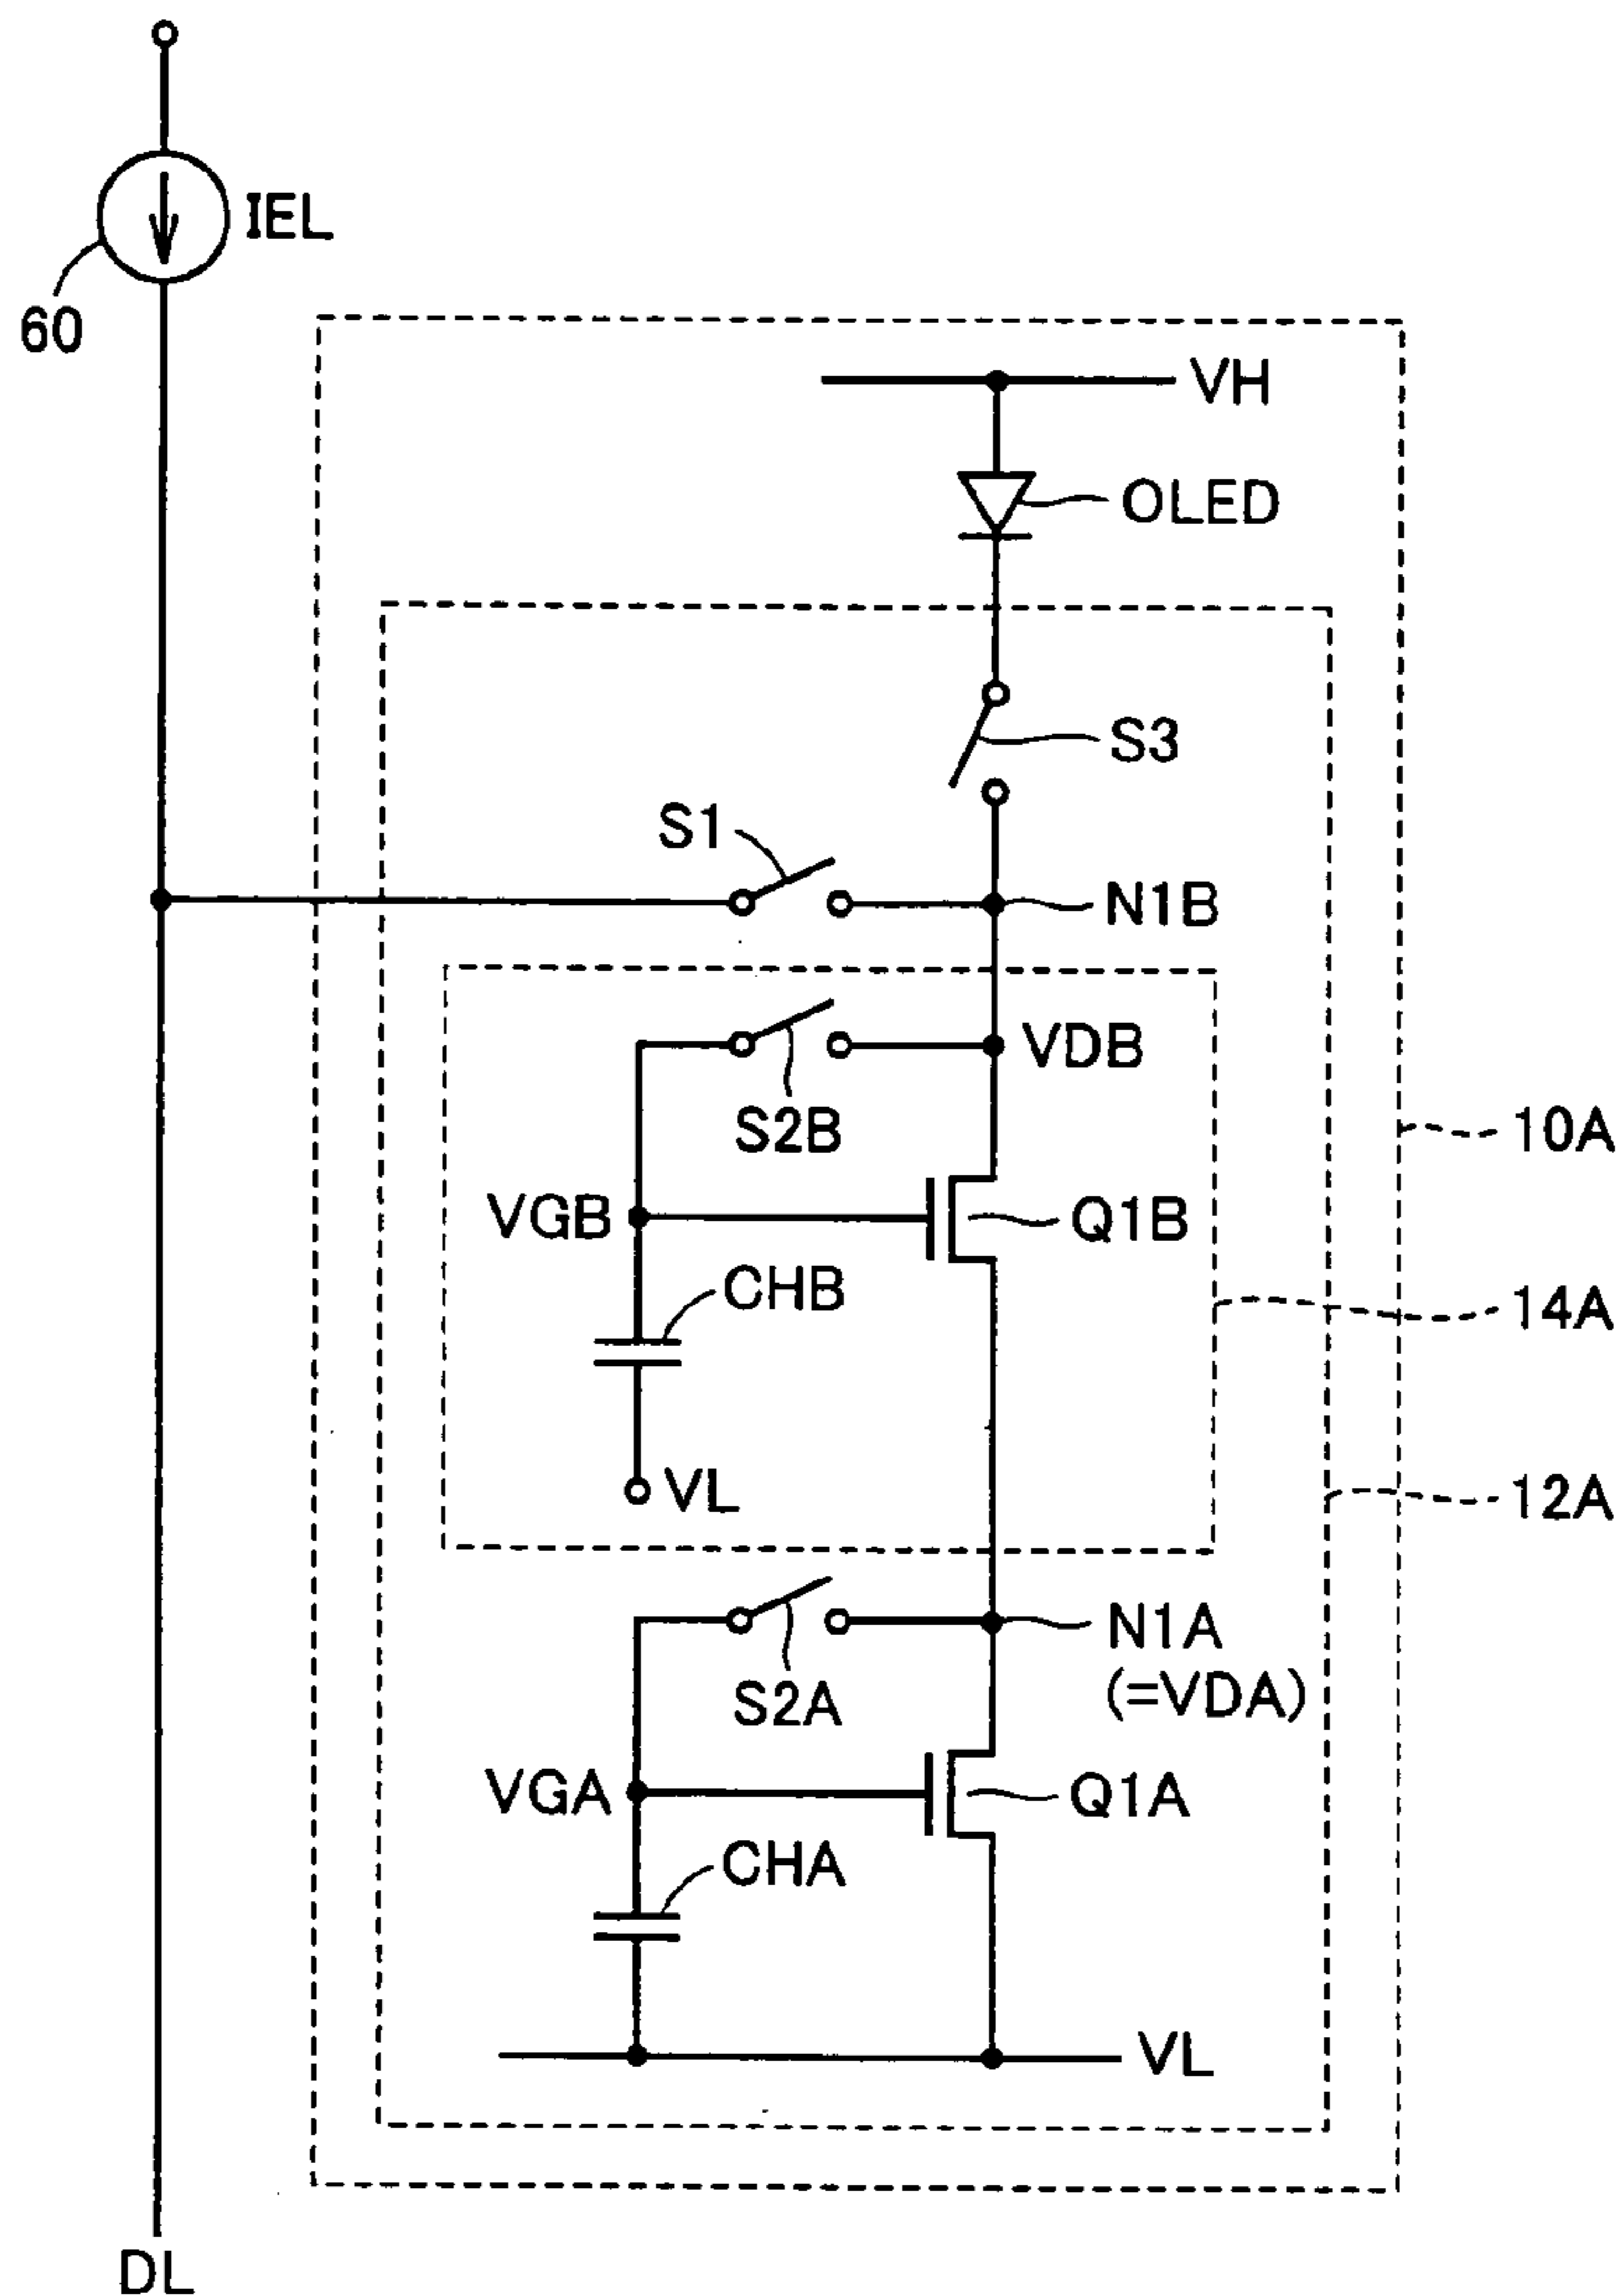 IEL
60
VH
OLED
S3
S1
N1B
VDB
S2B
10A
VGB
Q1B
CHB
14A
VL
12A
N1A
(=VDA)
S2A
VGA
Q1A
CHA
VL
DL